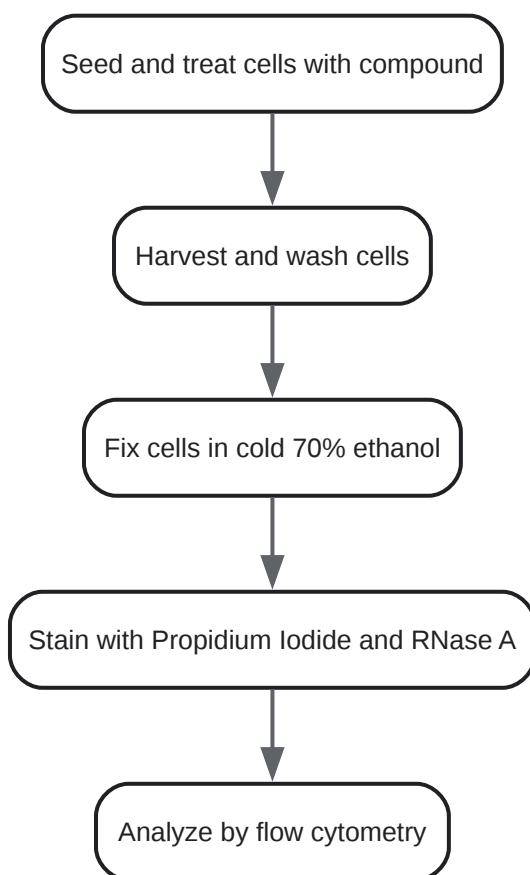 Seed and treat cells with compound
Harvest and wash cells
Fix cells in cold 70% ethanol
Stain with Propidium Iodide and RNase A
Analyze by flow cytometry